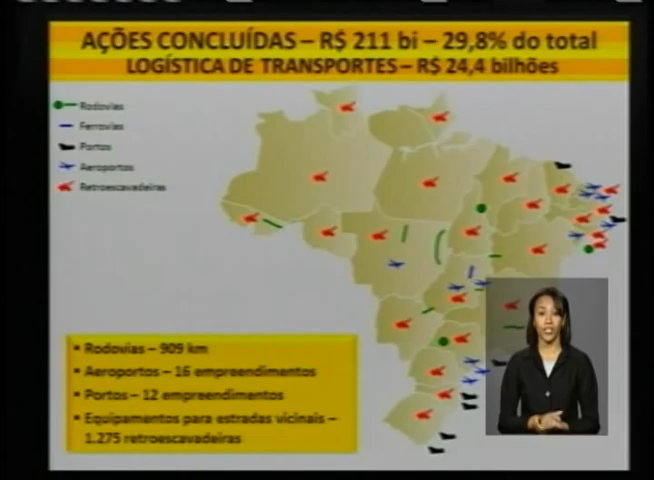 AÇÕES CONCLUÍDAS – R$ 211 bi – 29,8% do total
LOGÍSTICA DE TRANSPORTES – R$ 24,4 bilhões
Rodovias
Ferrovias
Portos
Aeroportos
Retroescavadeiras
▪ Rodovias – 909 km
▪ Aeroportos – 16 empreendimentos
▪ Portos – 12 empreendimentos
▪ Equipamentos para estradas vicinais –
1.275 retroescavadeiras